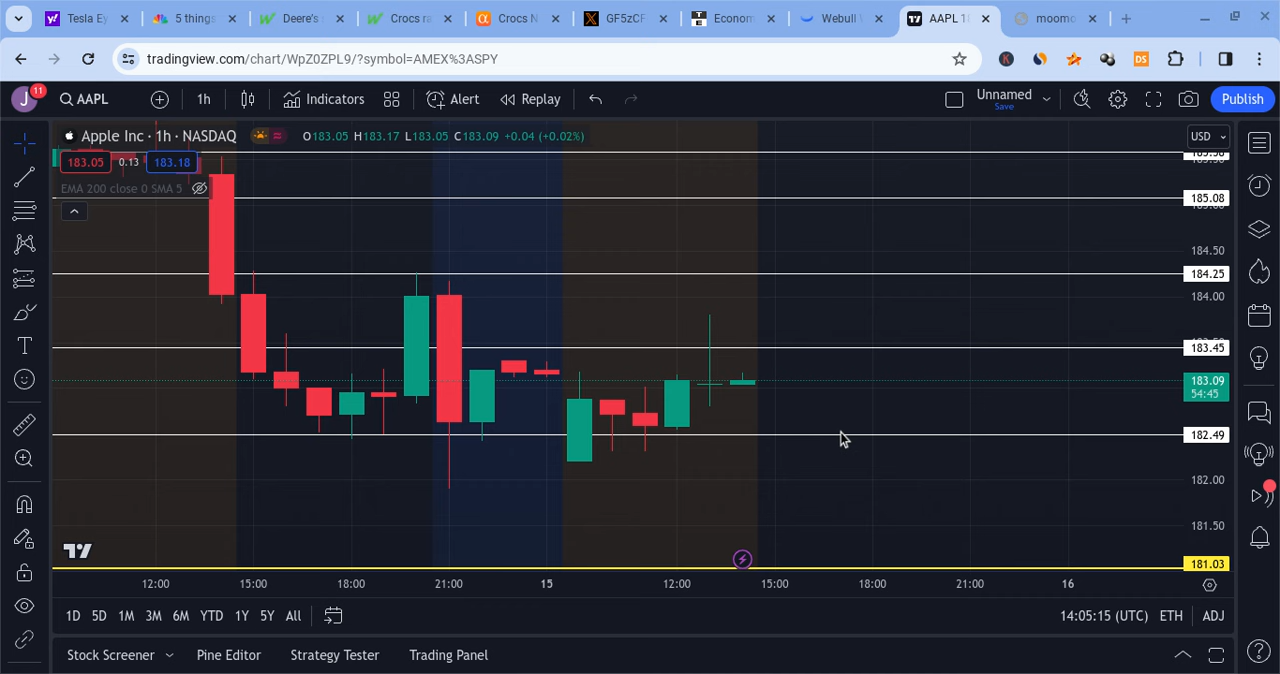 Tesla Ey
5 things
Deere's s
Crocs ra
Crocs N
GF5zCF
Econom
Webull V
AAPL 18
moomo
tradingview.com/chart/WpZ0ZPL9/?symbol=AMEX%3ASPY
J 11
AAPL
1h
Indicators
Alert
Replay
Unnamed
Save
Publish
Apple Inc · 1h · NASDAQ
O183.05 H183.17 L183.05 C183.09 +0.04 (+0.02%)
USD
183.05 0.13 183.18
EMA 200 close 0 SMA 5
185.08
184.50
184.25
184.00
183.45
183.09
54:45
182.49
182.00
181.50
181.03
12:00 15:00 18:00 21:00 15 12:00 15:00 18:00 21:00 16
1D 5D 1M 3M 6M YTD 1Y 5Y All
14:05:15 (UTC) ETH ADJ
Stock Screener Pine Editor Strategy Tester Trading Panel